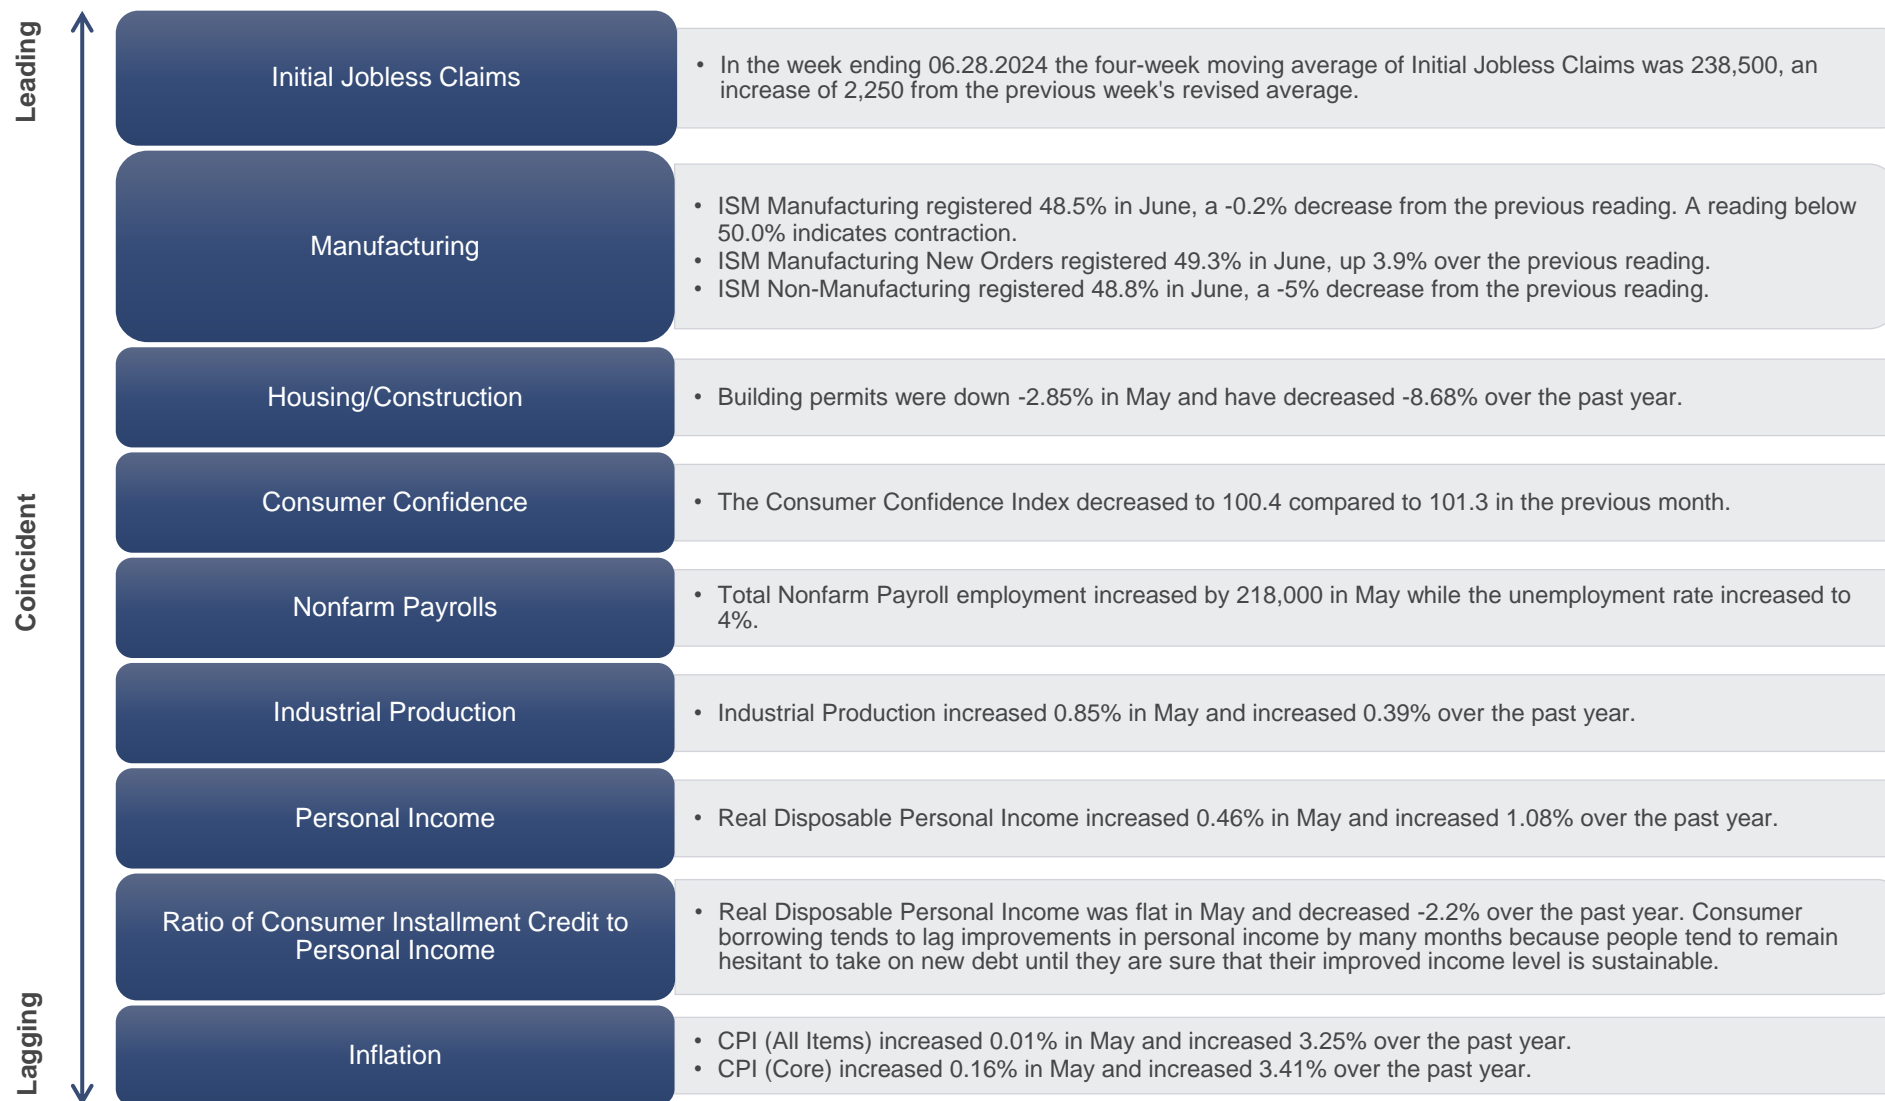 Leading
Initial Jobless Claims
• In the week ending 06.28.2024 the four-week moving average of Initial Jobless Claims was 238,500, an
increase of 2,250 from the previous week's revised average.
Manufacturing
• ISM Manufacturing registered 48.5% in June, a -0.2% decrease from the previous reading. A reading below
50.0% indicates contraction.
• ISM Manufacturing New Orders registered 49.3% in June, up 3.9% over the previous reading.
• ISM Non-Manufacturing registered 48.8% in June, a -5% decrease from the previous reading.
Housing/Construction
• Building permits were down -2.85% in May and have decreased -8.68% over the past year.
Coincident
Consumer Confidence
• The Consumer Confidence Index decreased to 100.4 compared to 101.3 in the previous month.
Nonfarm Payrolls
• Total Nonfarm Payroll employment increased by 218,000 in May while the unemployment rate increased to
4%.
Industrial Production
• Industrial Production increased 0.85% in May and increased 0.39% over the past year.
Personal Income
• Real Disposable Personal Income increased 0.46% in May and increased 1.08% over the past year.
Ratio of Consumer Installment Credit to
Personal Income
• Real Disposable Personal Income was flat in May and decreased -2.2% over the past year. Consumer
borrowing tends to lag improvements in personal income by many months because people tend to remain
hesitant to take on new debt until they are sure that their improved income level is sustainable.
Lagging
Inflation
• CPI (All Items) increased 0.01% in May and increased 3.25% over the past year.
• CPI (Core) increased 0.16% in May and increased 3.41% over the past year.